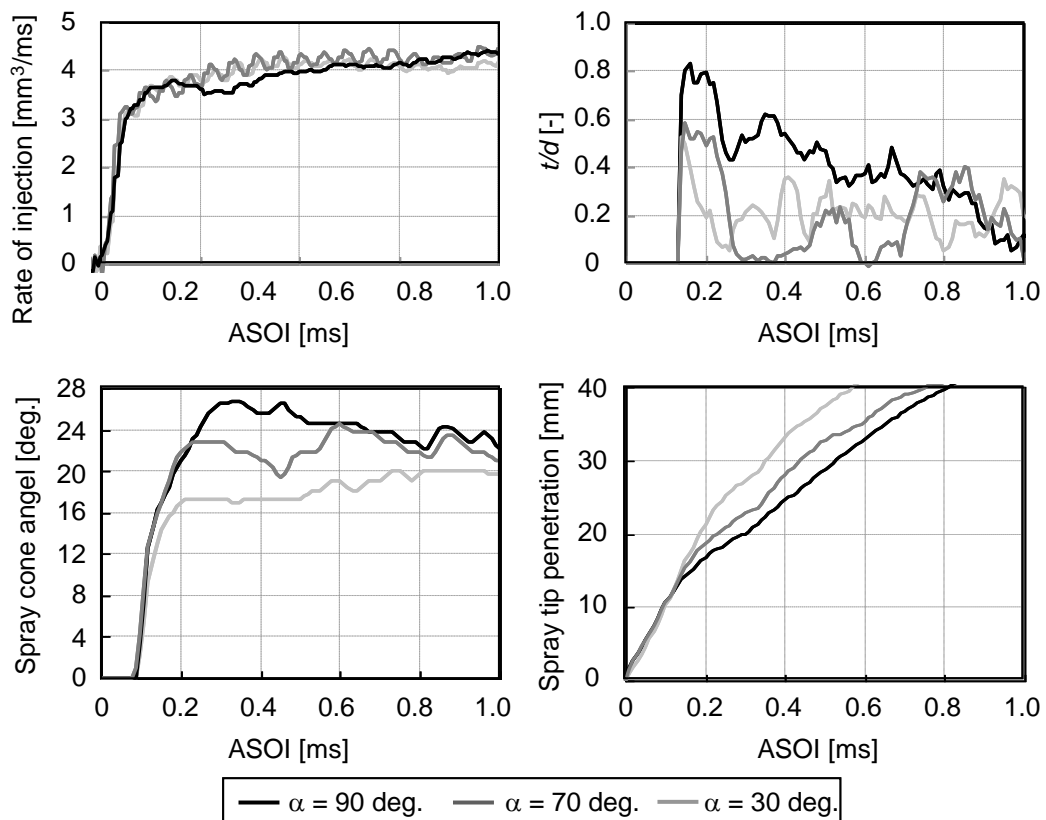 Rate of injection [mm³/ms]
5
4
3
2
1
0
0 0.2 0.4 0.6 0.8 1.0
ASOI [ms]
t/d [-]
1.0
0.8
0.6
0.4
0.2
0
0 0.2 0.4 0.6 0.8 1.0
ASOI [ms]
Spray cone angel [deg.]
28
24
20
16
12
8
4
0
0 0.2 0.4 0.6 0.8 1.0
ASOI [ms]
Spray tip penetration [mm]
40
30
20
10
0
0 0.2 0.4 0.6 0.8 1.0
ASOI [ms]
α = 90 deg. α = 70 deg. α = 30 deg.